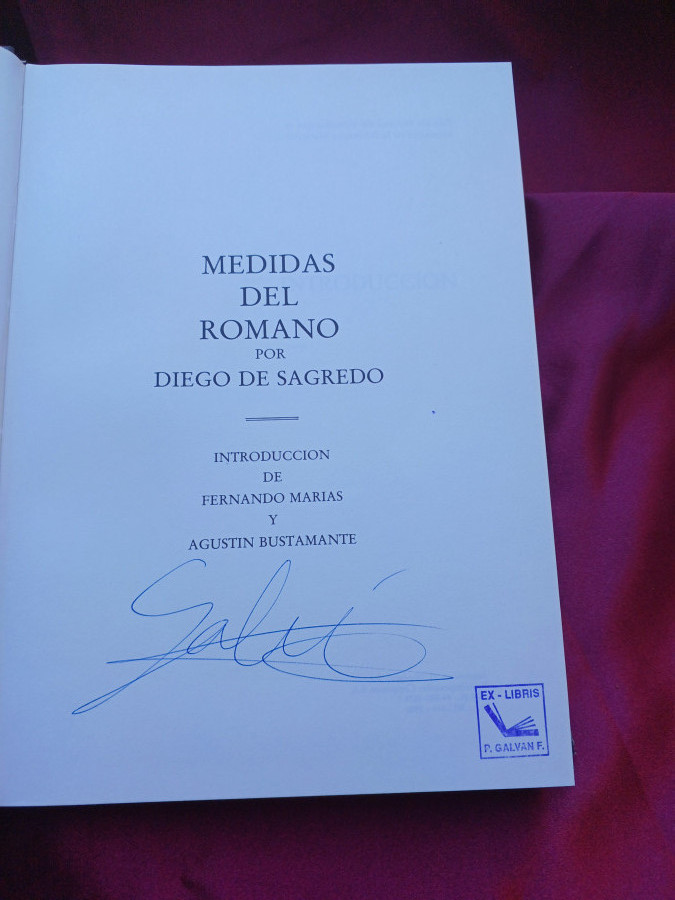 MEDIDAS
DEL
ROMANO
POR
DIEGO DE SAGREDO
INTRODUCCION
DE
FERNANDO MARIAS
Y
AGUSTIN BUSTAMANTE
EX-LIBRIS
P. GALVAN F.